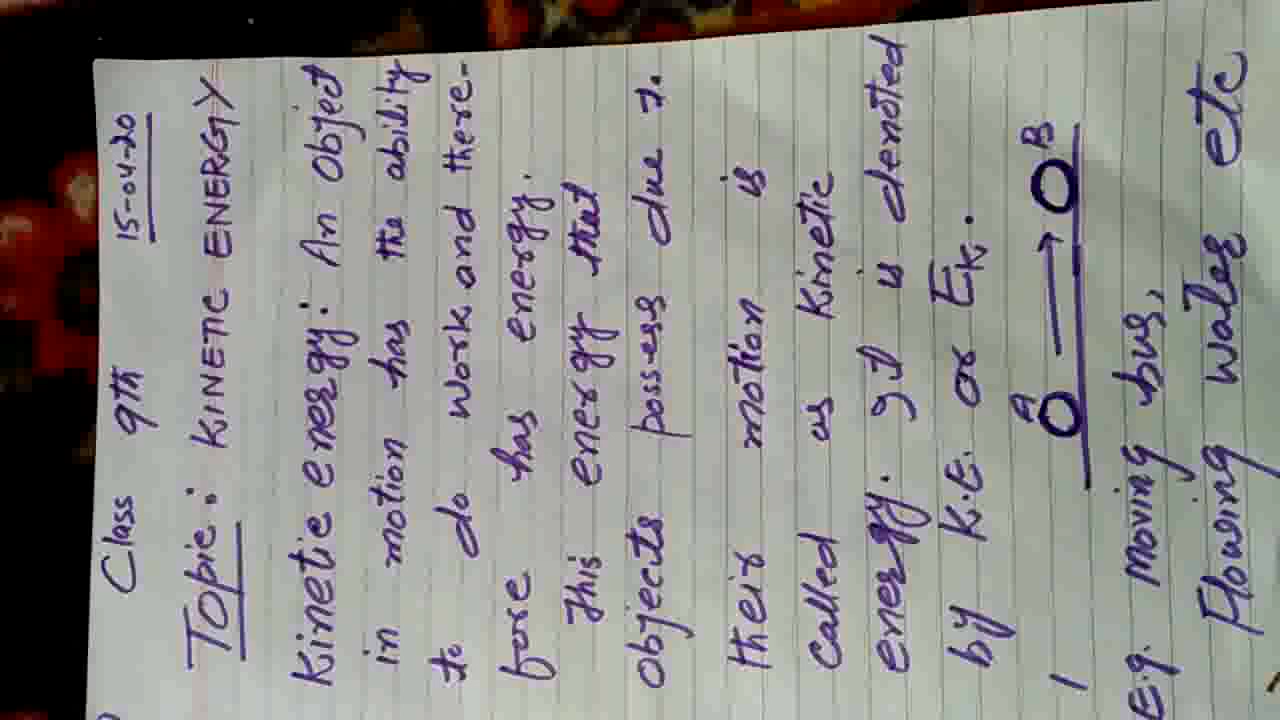 Class 9th 15-04-20
Topic: KINETIC ENERGY
Kinetic energy: An object
in motion has the ability
to do work and there-
fore has energy.
This energy that
objects possess due to
their motion is
called as kinetic
energy. It is denoted
by K.E. or EK.
A B
E.g. Moving bus,
Flowing water etc